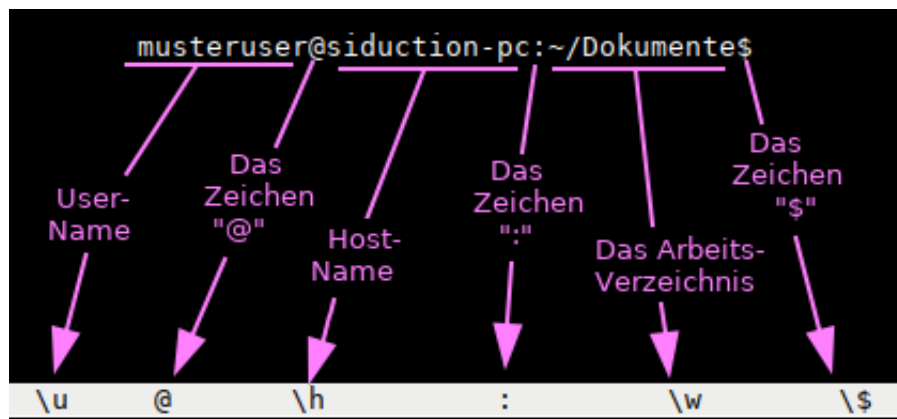 musteruser@siduction-pc:~/Dokumente$
User-
Name
Das
Zeichen
"@"
Host-
Name
Das
Zeichen
":"
Das Arbeits-
Verzeichnis
Das
Zeichen
"$"
\u @ \h : \w \$